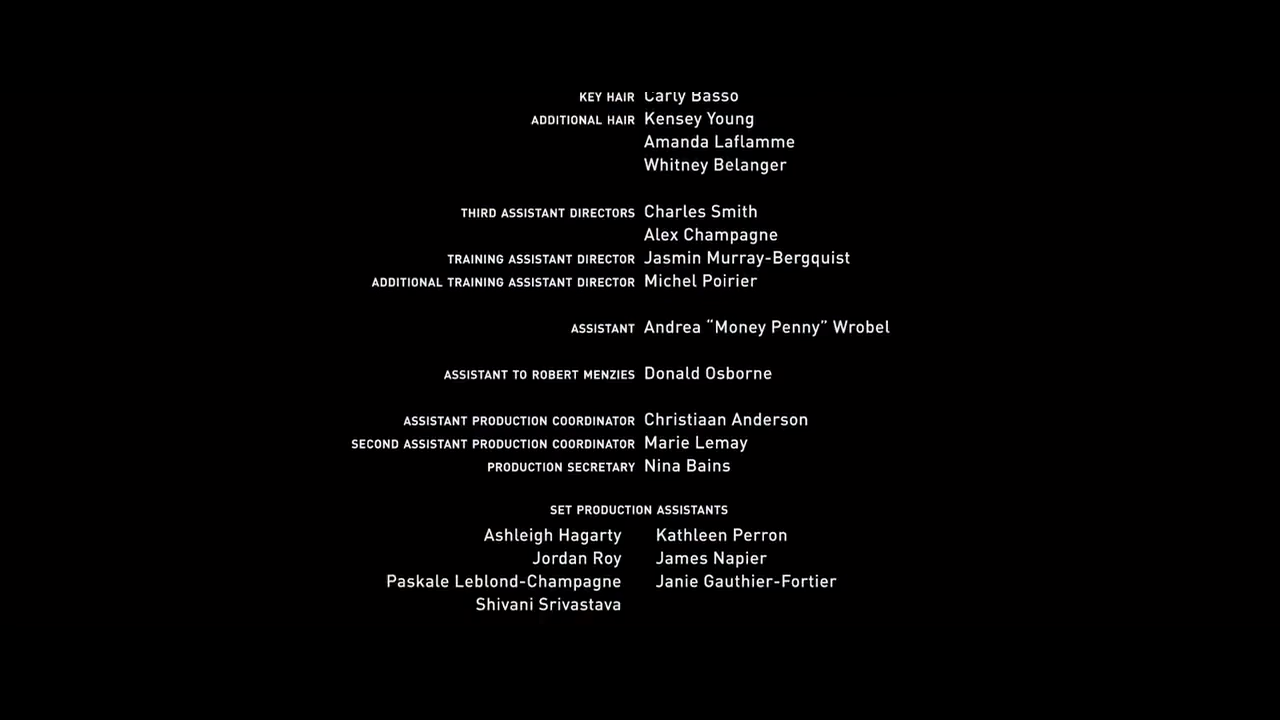 KEY HAIR Carly Basso
ADDITIONAL HAIR Kensey Young
Amanda Laflamme
Whitney Belanger
THIRD ASSISTANT DIRECTORS Charles Smith
Alex Champagne
TRAINING ASSISTANT DIRECTOR Jasmin Murray-Bergquist
ADDITIONAL TRAINING ASSISTANT DIRECTOR Michel Poirier
ASSISTANT Andrea “Money Penny” Wrobel
ASSISTANT TO ROBERT MENZIES Donald Osborne
ASSISTANT PRODUCTION COORDINATOR Christiaan Anderson
SECOND ASSISTANT PRODUCTION COORDINATOR Marie Lemay
PRODUCTION SECRETARY Nina Bains
SET PRODUCTION ASSISTANTS
Ashleigh Hagarty Kathleen Perron
Jordan Roy James Napier
Paskale Leblond-Champagne Janie Gauthier-Fortier
Shivani Srivastava